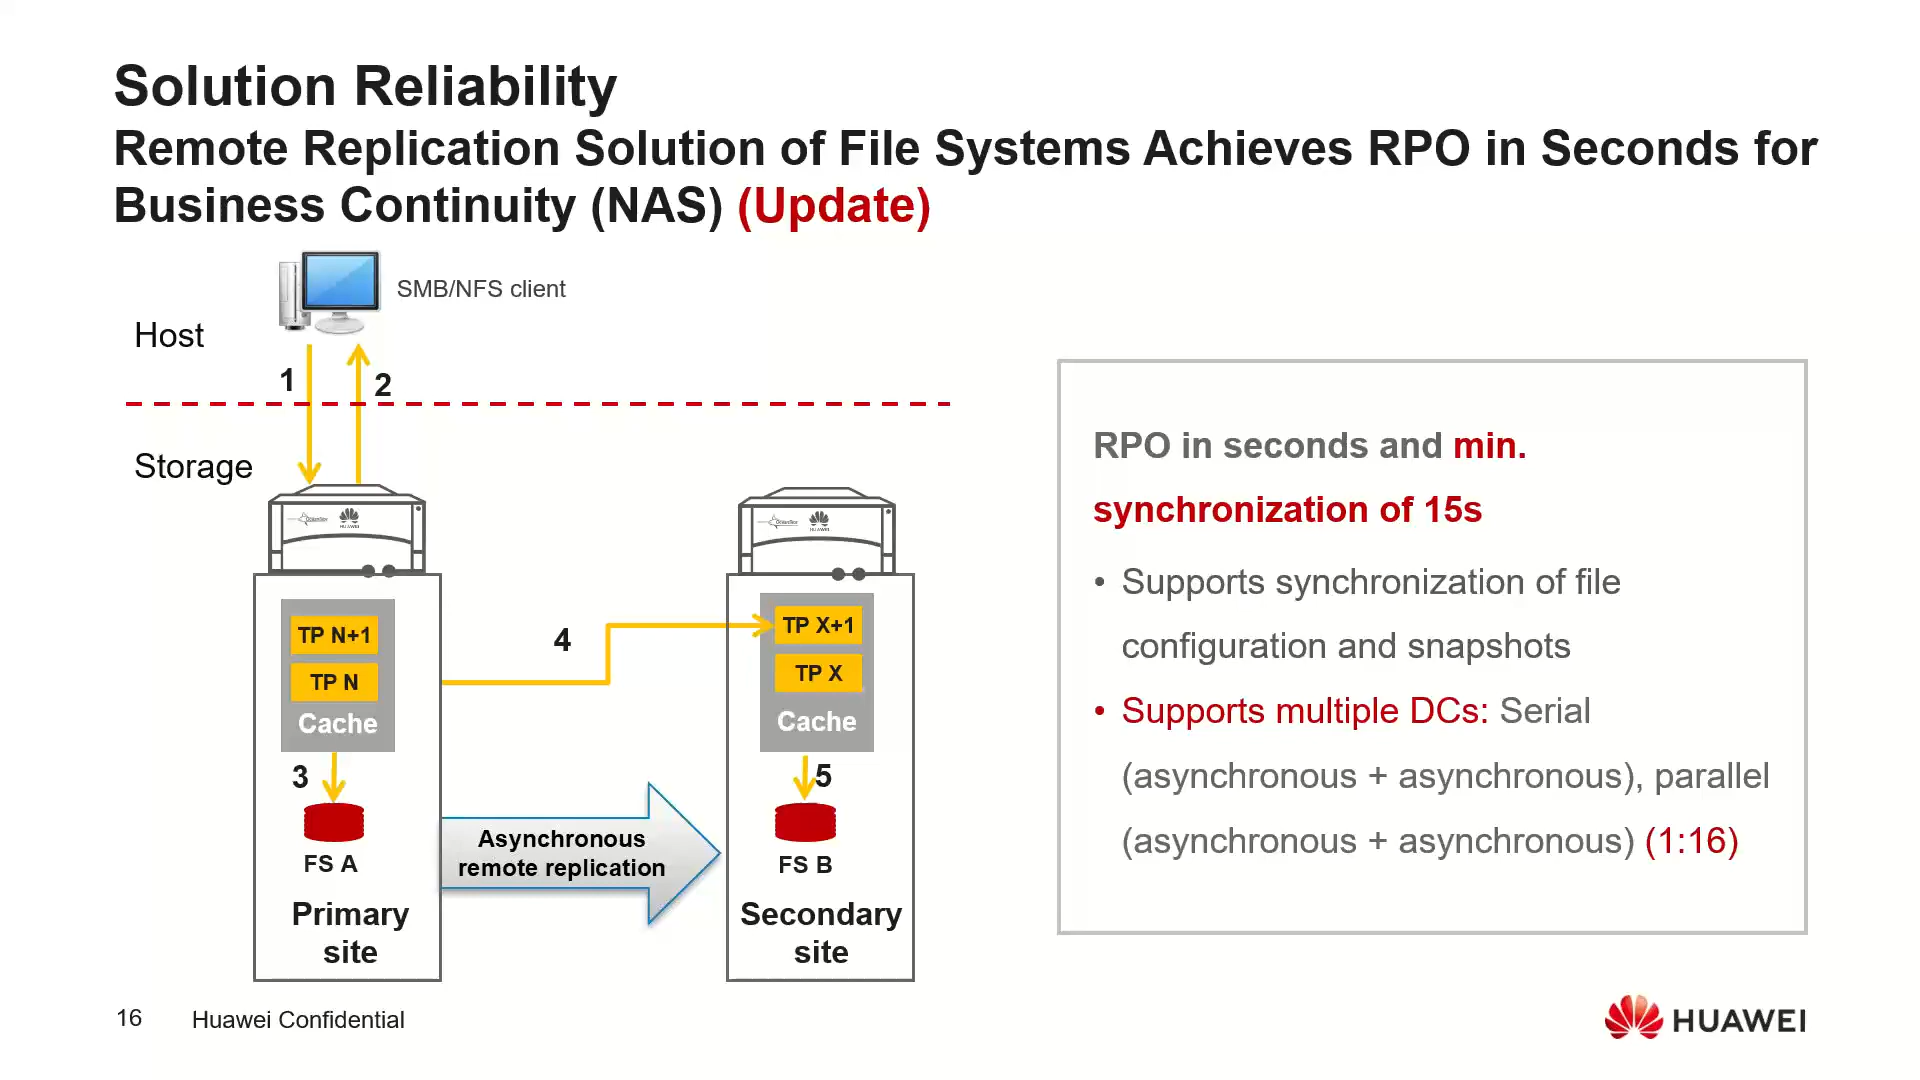 Solution Reliability
Remote Replication Solution of File Systems Achieves RPO in Seconds for
Business Continuity (NAS) (Update)
SMB/NFS client
Host
1
2
Storage
HUAWEI
HUAWEI
TP N+1
TP N
Cache
3
FS A
Primary
site
4
Asynchronous
remote replication
TP X+1
TP X
Cache
5
FS B
Secondary
site
RPO in seconds and min.
synchronization of 15s
• Supports synchronization of file
configuration and snapshots
• Supports multiple DCs: Serial
(asynchronous + asynchronous), parallel
(asynchronous + asynchronous) (1:16)
16
Huawei Confidential
HUAWEI